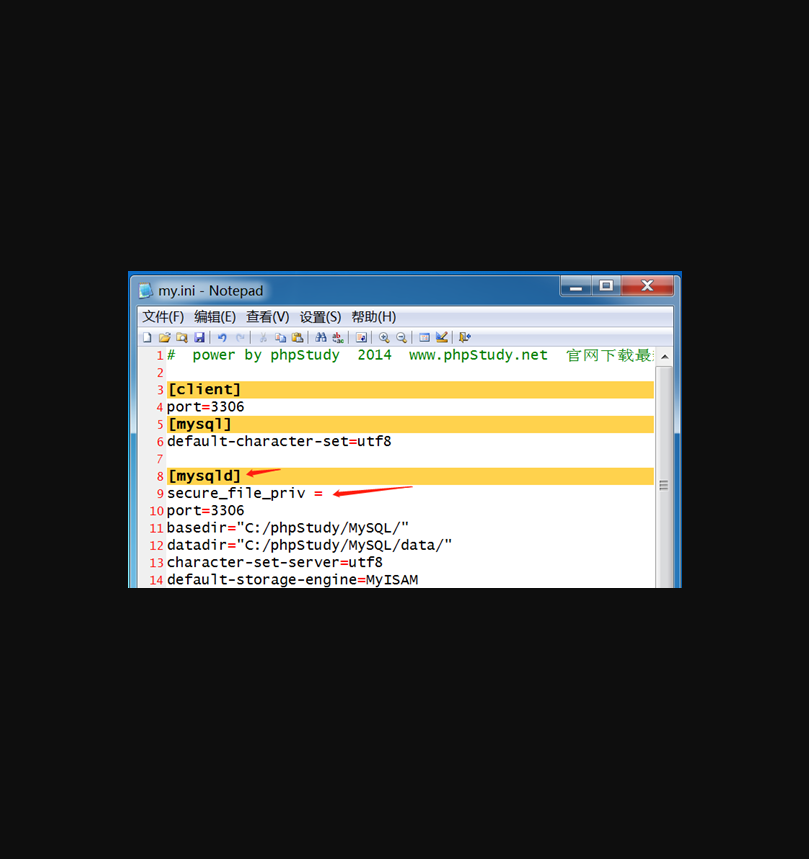 my.ini - Notepad
文件(F) 编辑(E) 查看(V) 设置(S) 帮助(H)
1 # power by phpStudy 2014 www.phpStudy.net 官网下载最
2
3 [client]
4 port=3306
5 [mysql]
6 default-character-set=utf8
7
8 [mysqld]
9 secure_file_priv =
10 port=3306
11 basedir="C:/phpStudy/MySQL/"
12 datadir="C:/phpStudy/MySQL/data/"
13 character-set-server=utf8
14 default-storage-engine=MyISAM